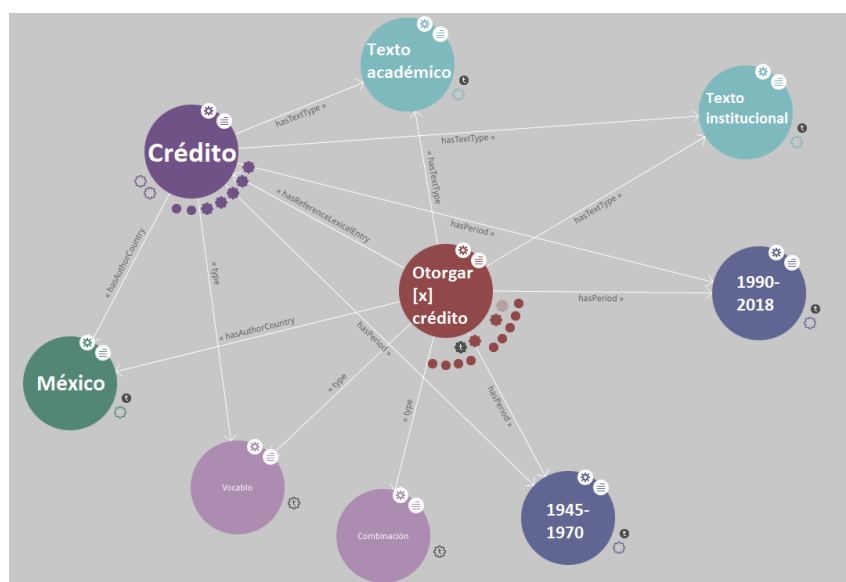 Texto
académico
Texto
institucional
hasTextType »
Crédito
hasTextType »
« hasTextType
hasTextType »
« hasReferenceLexicalEntry
hasPeriod »
« hasAuthorCountry
« type
Otorgar
[x]
crédito
1990-
2018
hasPeriod »
« hasAuthorCountry
hasPeriod »
México
« type
hasPeriod »
« type
Vocablo
Combinación
1945-
1970
t
t
t
t
t
t
t